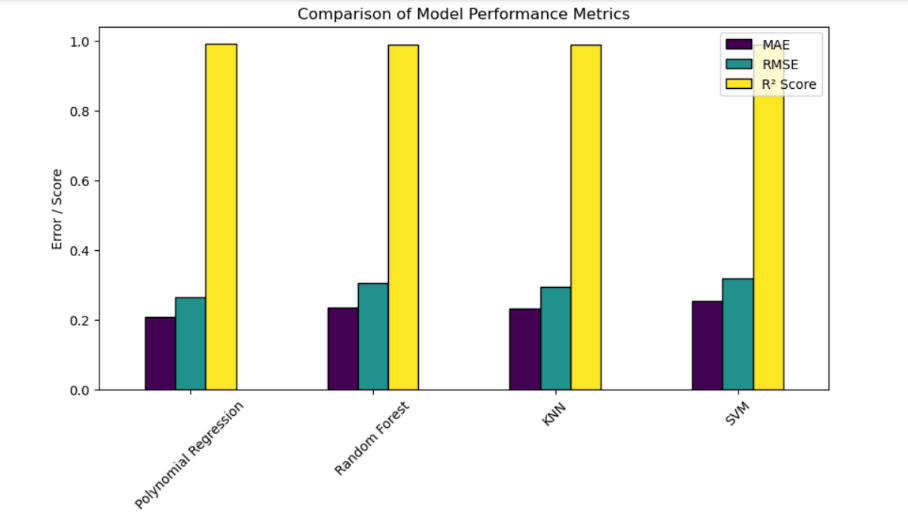 Comparison of Model Performance Metrics
1.0
0.8
0.6
0.4
0.2
0.0
Error / Score
MAE
RMSE
R² Score
Polynomial Regression
Random Forest
KNN
SVM